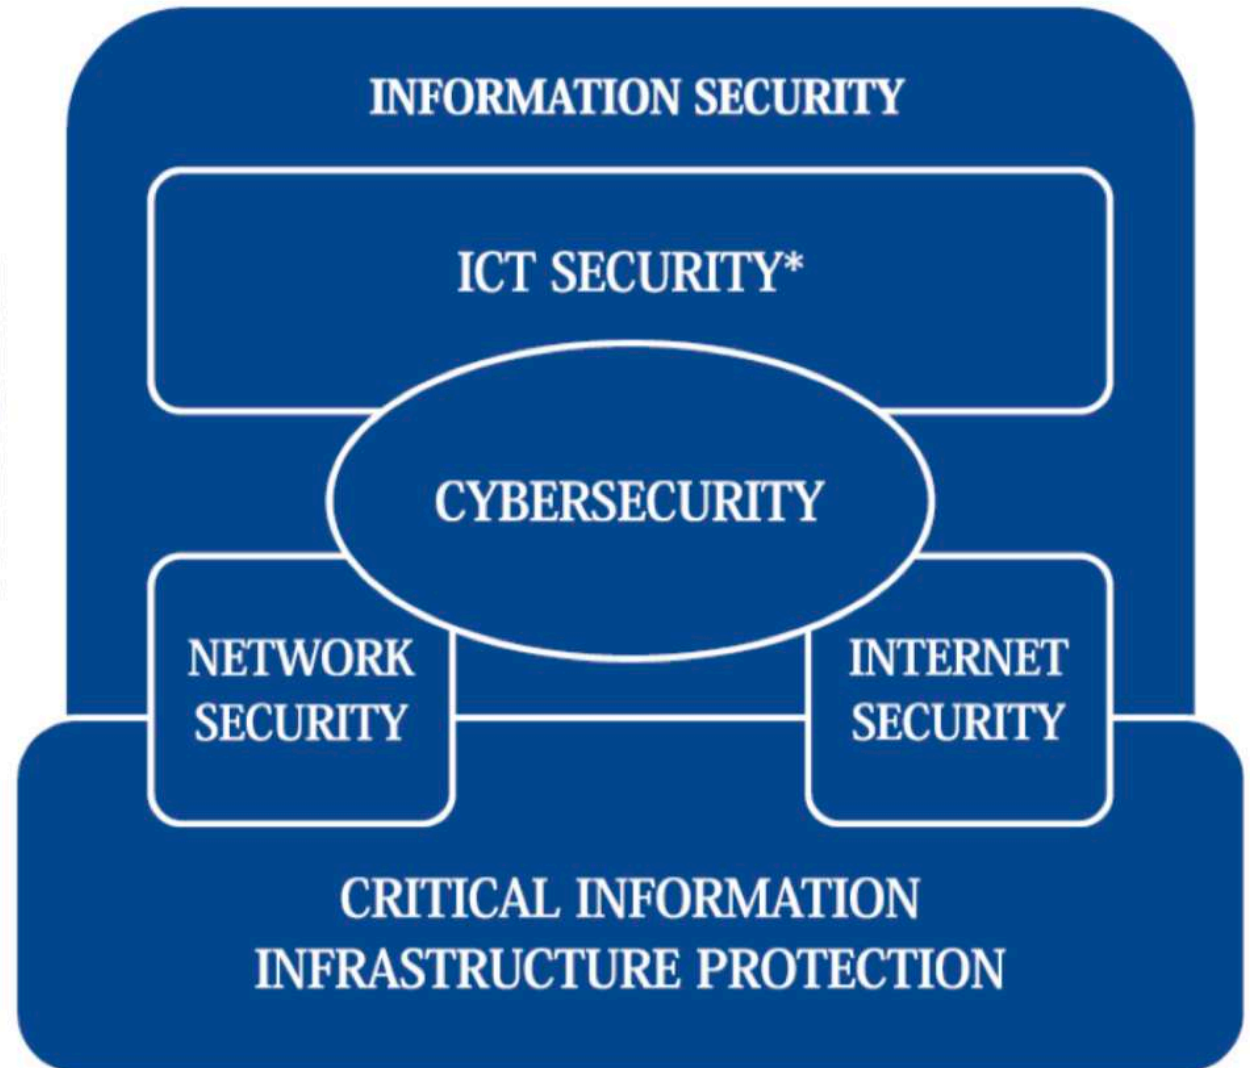 INFORMATION SECURITY
ICT SECURITY*
CYBERSECURITY
NETWORK
SECURITY
INTERNET
SECURITY
CRITICAL INFORMATION
INFRASTRUCTURE PROTECTION